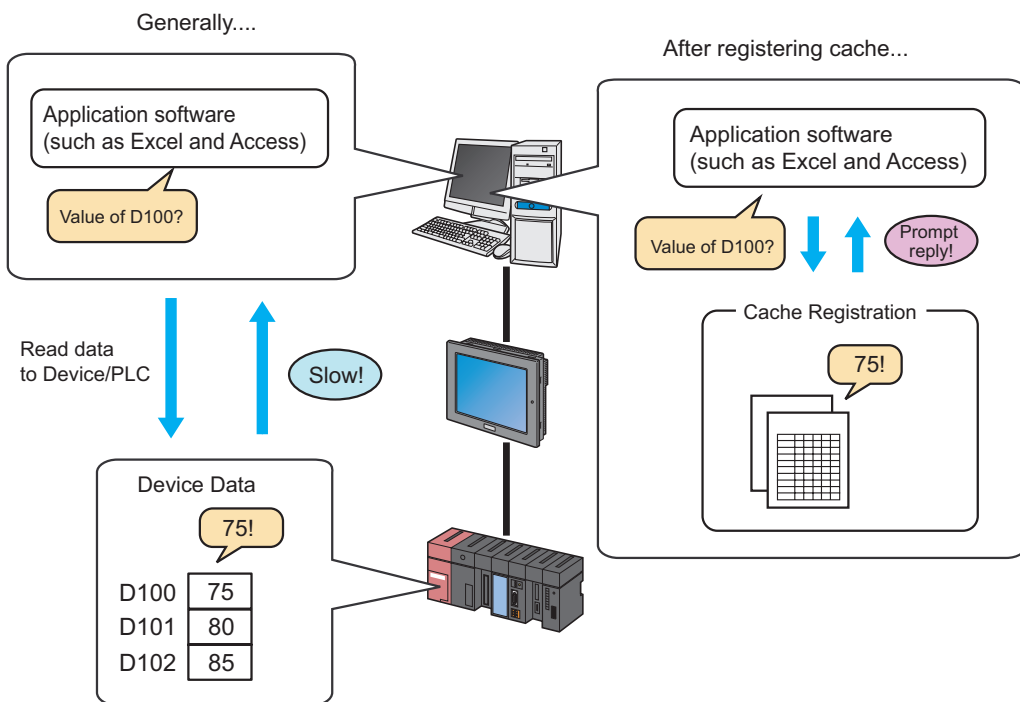 Generally....
Application software
(such as Excel and Access)
Value of D100?
Read data
to Device/PLC
Slow!
Device Data
75!
D100 75
D101 80
D102 85
After registering cache...
Application software
(such as Excel and Access)
Value of D100?
Prompt
reply!
Cache Registration
75!